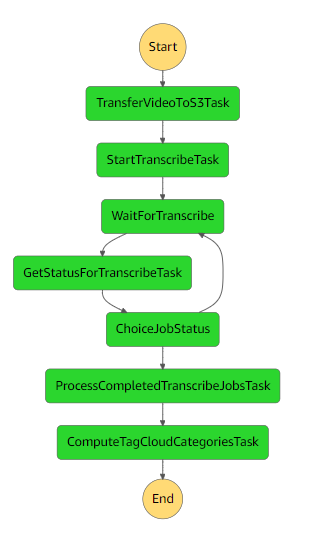 Start
TransferVideoToS3Task
StartTranscribeTask
WaitForTranscribe
GetStatusForTranscribeTask
ChoiceJobStatus
ProcessCompletedTranscribeJobsTask
ComputeTagCloudCategoriesTask
End